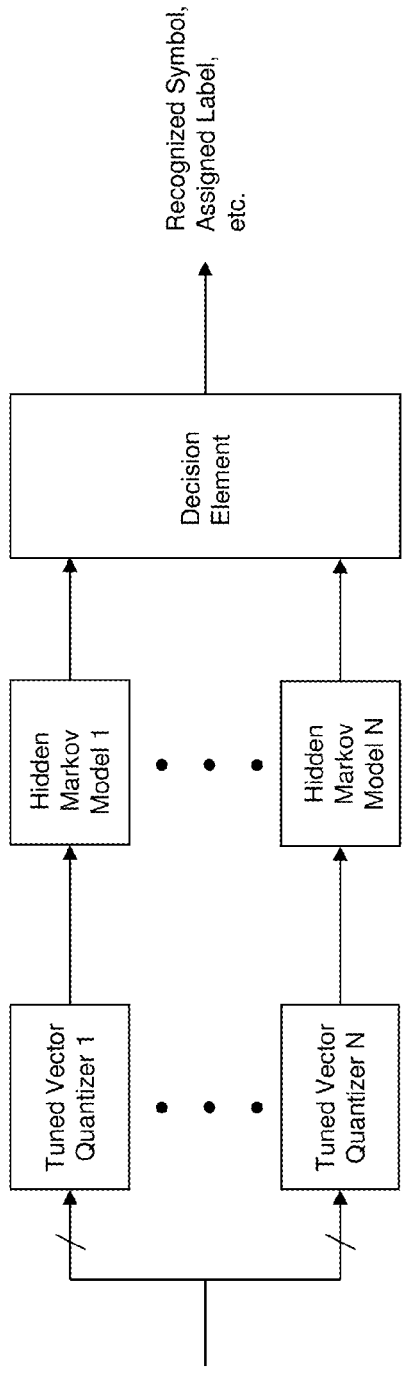 Tuned Vector
Quantizer 1
Hidden
Markov
Model 1
Tuned Vector
Quantizer N
Hidden
Markov
Model N
Decision
Element
Recognized Symbol,
Assigned Label,
etc.